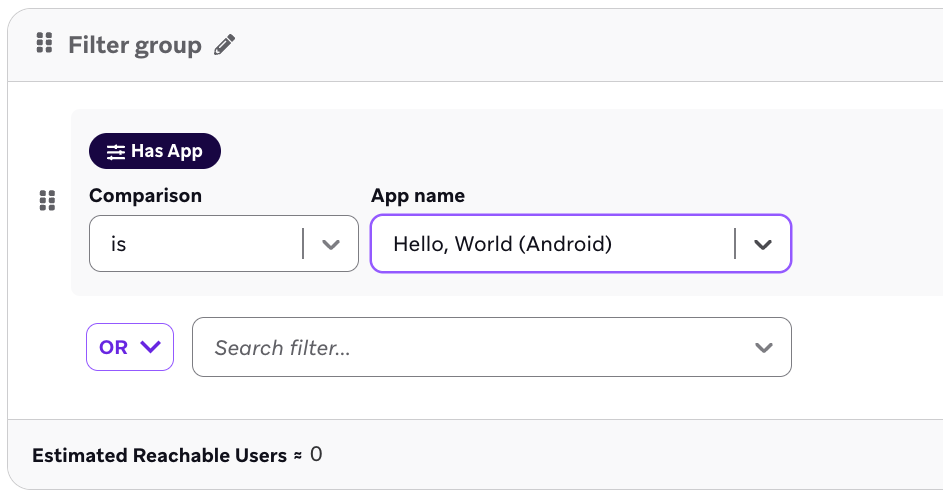 Filter group
Has App
Comparison
App name
is
Hello, World (Android)
OR
Search filter...
Estimated Reachable Users ≈ 0